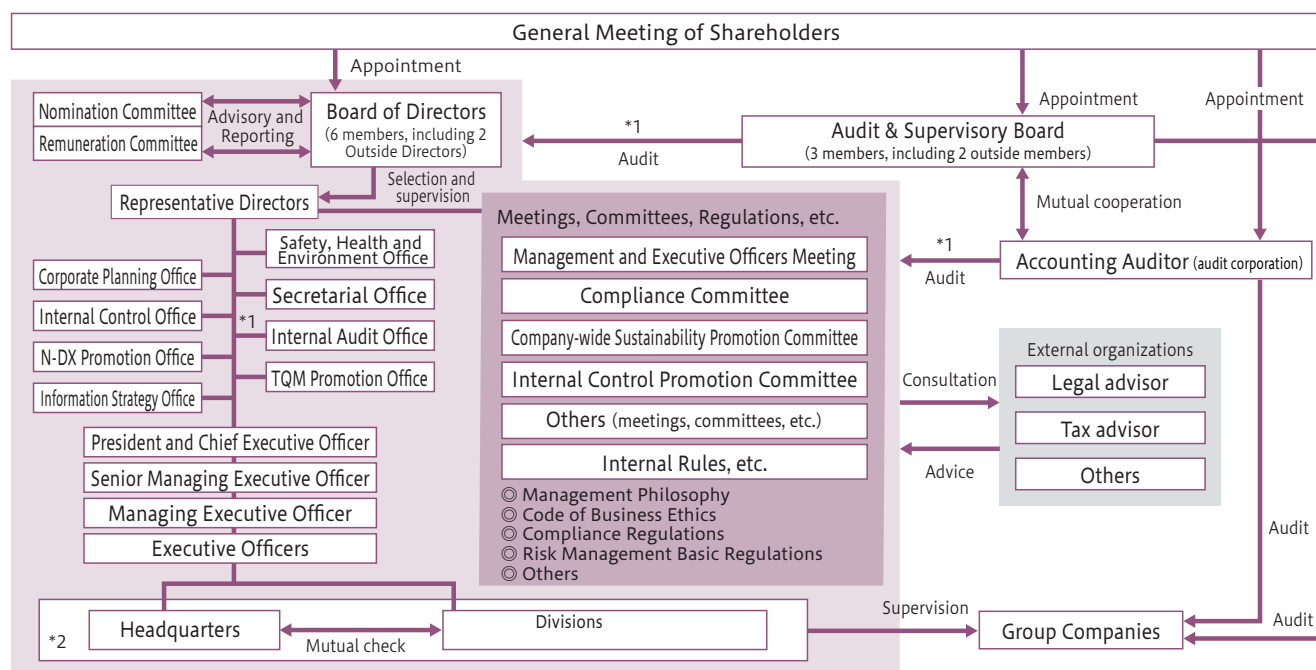 General Meeting of Shareholders
Appointment
Appointment
Appointment
Nomination Committee
Remuneration Committee
Advisory and
Reporting
Board of Directors
(6 members, including 2
Outside Directors)
*1
Audit
Audit & Supervisory Board
(3 members, including 2 outside members)
Selection and
supervision
Representative Directors
Mutual cooperation
Meetings, Committees, Regulations, etc.
Management and Executive Officers Meeting
Compliance Committee
Company-wide Sustainability Promotion Committee
Internal Control Promotion Committee
Others (meetings, committees, etc.)
Internal Rules, etc.
◎ Management Philosophy
◎ Code of Business Ethics
◎ Compliance Regulations
◎ Risk Management Basic Regulations
◎ Others
*1
Audit
Accounting Auditor (audit corporation)
Safety, Health and
Environment Office
Corporate Planning Office
Secretarial Office
Internal Control Office
*1
Internal Audit Office
N-DX Promotion Office
TQM Promotion Office
Information Strategy Office
External organizations
Legal advisor
Tax advisor
Others
Consultation
Advice
President and Chief Executive Officer
Senior Managing Executive Officer
Managing Executive Officer
Executive Officers
Audit
*2
Headquarters
Mutual check
Divisions
Supervision
Group Companies
Audit